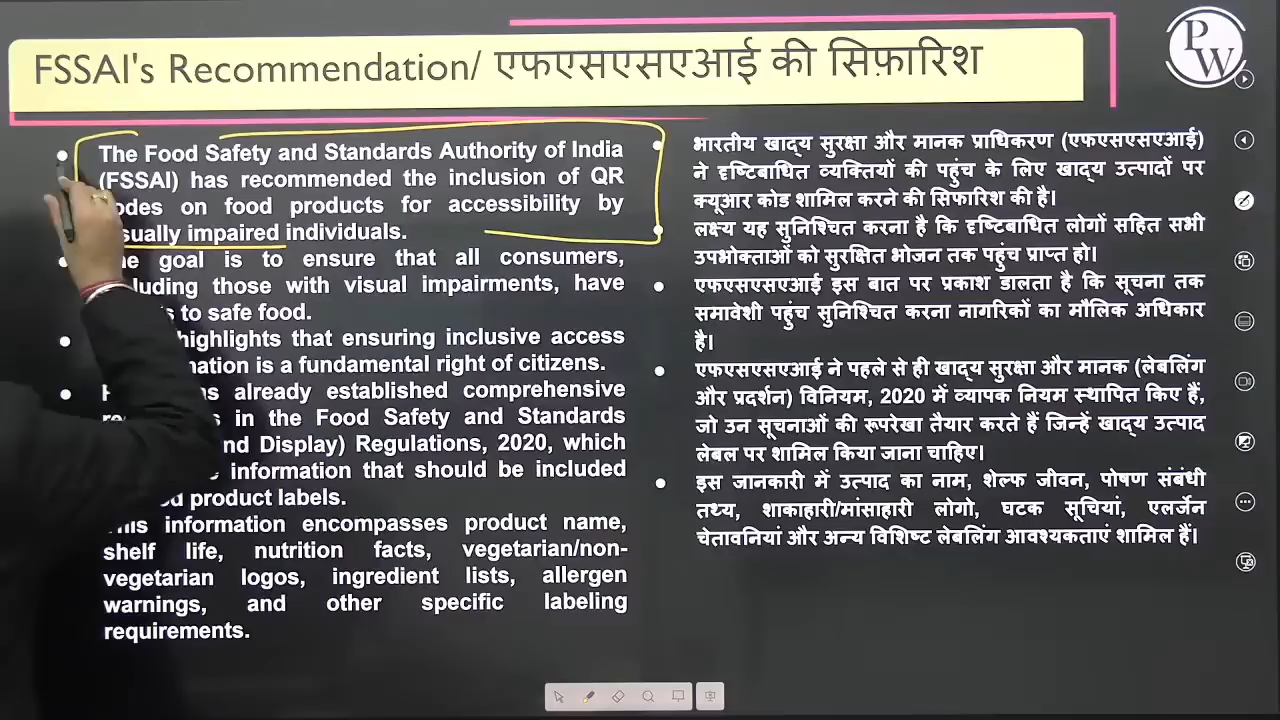 FSSAI's Recommendation/ एफएसएसएआई की सिफ़ारिश
PW
The Food Safety and Standards Authority of India
(FSSAI) has recommended the inclusion of QR
on food products for accessibility by
impaired individuals.
goal is to ensure that all consumers,
those with visual impairments, have
to safe food.
highlights that ensuring inclusive access
is a fundamental right of citizens.
already established comprehensive
in the Food Safety and Standards
Display) Regulations, 2020, which
information that should be included
product labels.
This information encompasses product name,
shelf life, nutrition facts, vegetarian/non-
vegetarian logos, ingredient lists, allergen
warnings, and other specific labeling
requirements.
भारतीय खाद्य सुरक्षा और मानक प्राधिकरण (एफएसएसएआई)
ने दृष्टिबाधित व्यक्तियों की पहुंच के लिए खाद्य उत्पादों पर
क्यूआर कोड शामिल करने की सिफारिश की है।
लक्ष्य यह सुनिश्चित करना है कि दृष्टिबाधित लोगों सहित सभी
उपभोक्ताओं को सुरक्षित भोजन तक पहुंच प्राप्त हो।
एफएसएसएआई इस बात पर प्रकाश डालता है कि सूचना तक
समावेशी पहुंच सुनिश्चित करना नागरिकों का मौलिक अधिकार
है।
एफएसएसएआई ने पहले से ही खाद्य सुरक्षा और मानक (लेबलिंग
और प्रदर्शन) विनियम, 2020 में व्यापक नियम स्थापित किए हैं,
जो उन सूचनाओं की रूपरेखा तैयार करते हैं जिन्हें खाद्य उत्पाद
लेबल पर शामिल किया जाना चाहिए।
इस जानकारी में उत्पाद का नाम, शेल्फ जीवन, पोषण संबंधी
तथ्य, शाकाहारी/मांसाहारी लोगो, घटक सूचियां, एलर्जेन
चेतावनियां और अन्य विशिष्ट लेबलिंग आवश्यकताएं शामिल हैं।